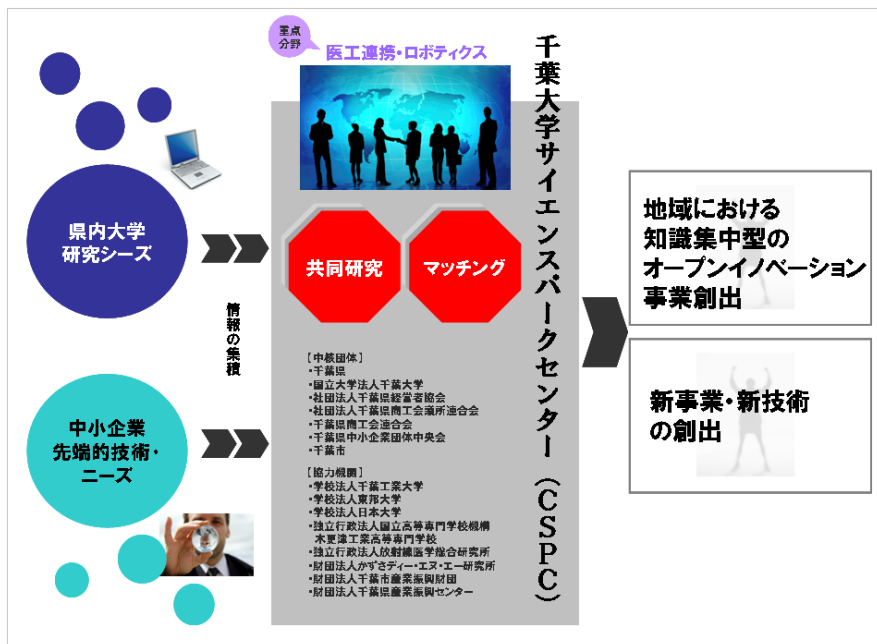 重点
分野
医工連携・ロボティクス
千葉大学サイエンスパークセンター(CSPC)
県内大学
研究シーズ
情報の集積
中小企業
先端的技術・
ニーズ
共同研究
マッチング
【中核団体】
・千葉県
・国立大学法人千葉大学
・社団法人千葉県経営者協会
・社団法人千葉県商工会議所連合会
・千葉県商工会連合会
・千葉県中小企業団体中央会
・千葉市
【協力機関】
・学校法人千葉工業大学
・学校法人東邦大学
・学校法人日本大学
・独立行政法人国立高等専門学校機構
木更津工業高等専門学校
・独立行政法人放射線医学総合研究所
・財団法人かずさディー・エヌ・エー研究所
・財団法人千葉市産業振興財団
・財団法人千葉県産業振興センター
地域における
知識集中型の
オープンイノベーション
事業創出
新事業・新技術
の創出